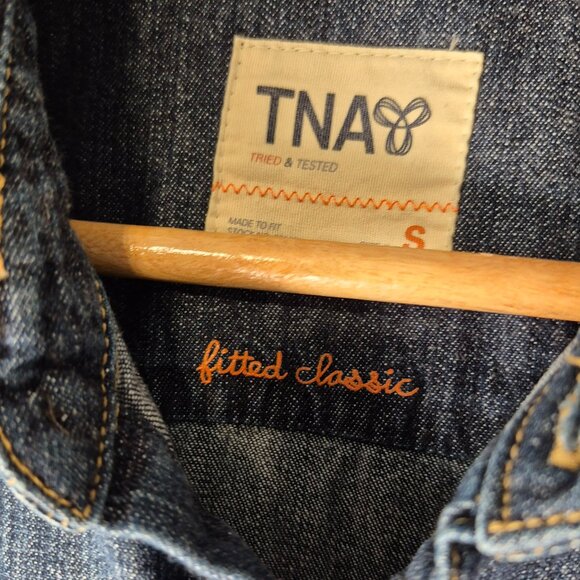 TNA
TRIED & TESTED
MADE TO FIT
S
fitted classic